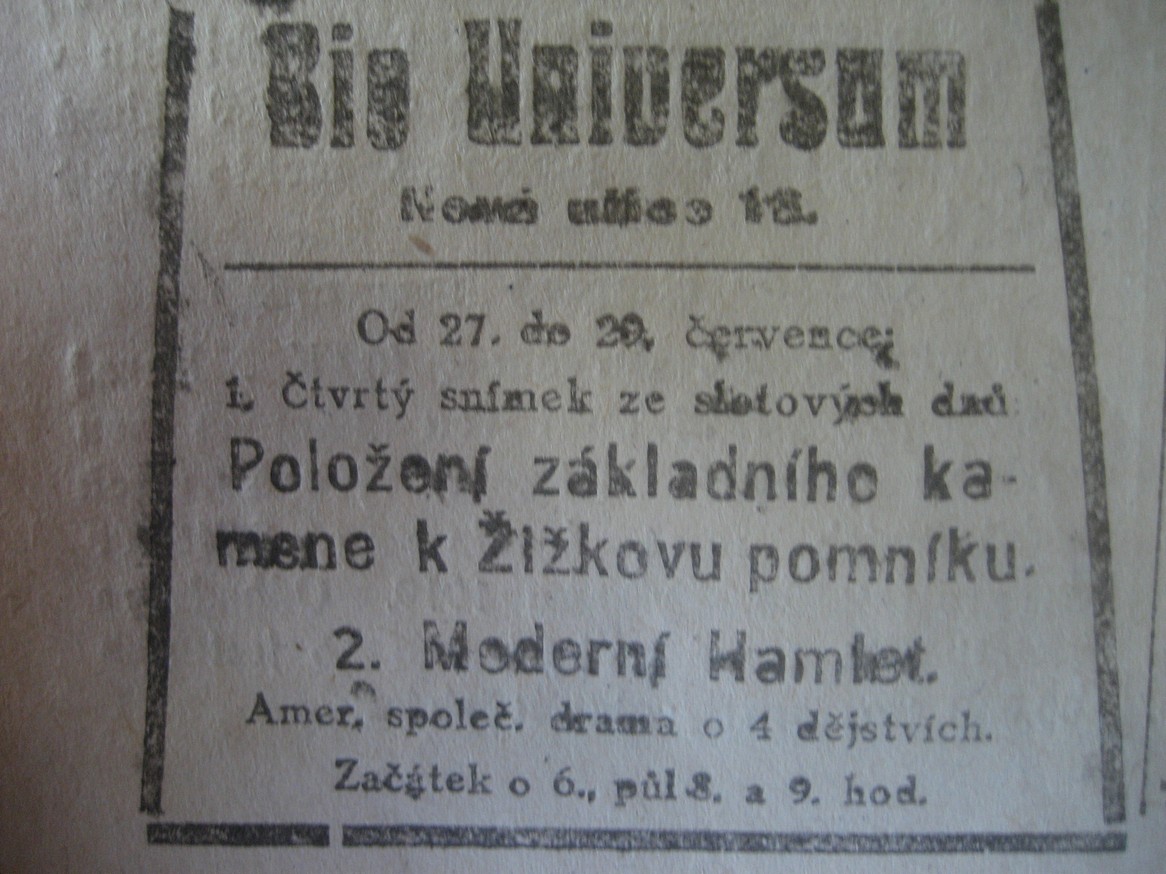 Bio Universum
Nová ulice 18.
Od 27. do 29. července:
1. Čtvrtý snímek ze sletových dnů
Položení základního ka-
mene k Žižkovu pomníku.
2. Moderní Hamlet.
Amer. společ. drama o 4 dějstvích.
Začátek o 6., půl 8. a 9. hod.